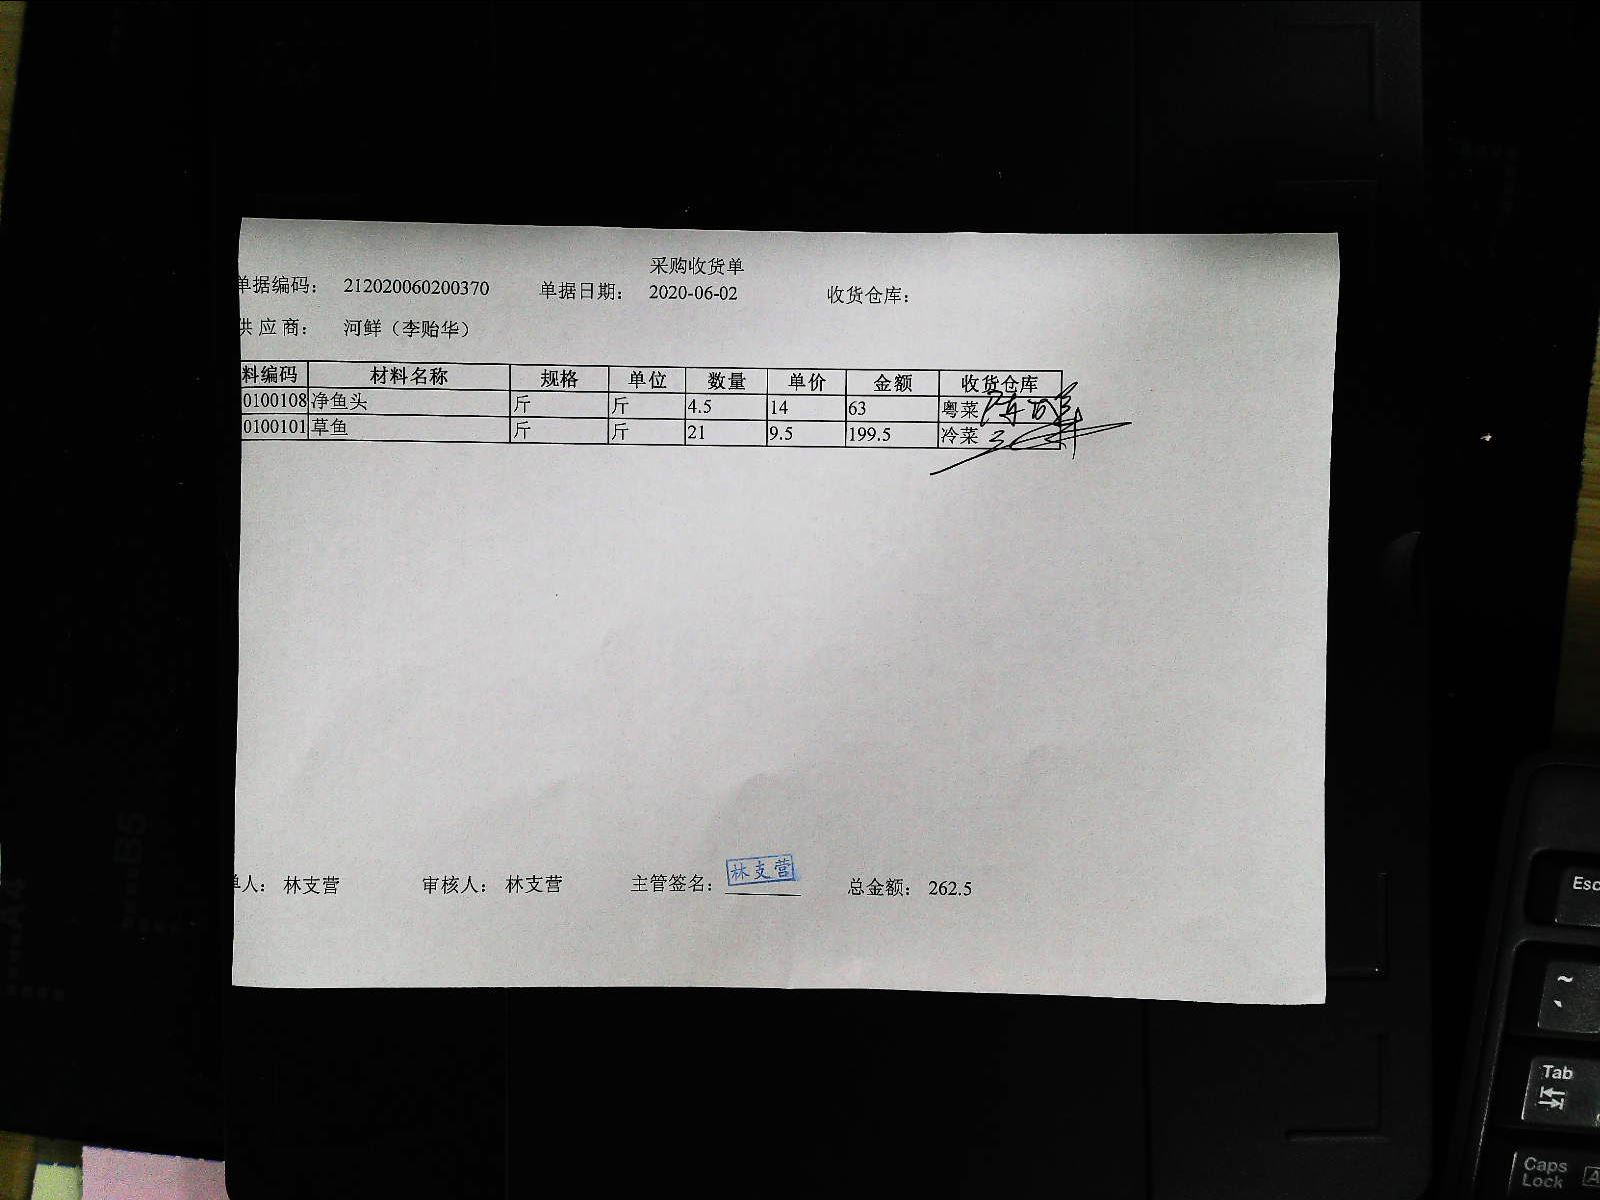 采购收货单
单据编码： 212020060200370 单据日期： 2020-06-02 收货仓库：
供应商： 河鲜（李贻华）
料编码 材料名称 规格 单位 数量 单价 金额 收货仓库
0100108 净鱼头 斤 斤 4.5 14 63 粤菜
0100101 草鱼 斤 斤 21 9.5 199.5 冷菜
单人： 林支营 审核人： 林支营 主管签名： 林支营 总金额： 262.5
B5
A4
Esc
~
Tab
Caps Lock
A